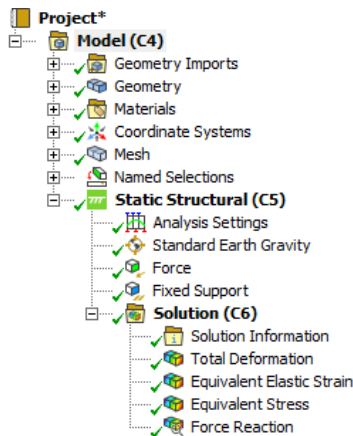 Project*
Model (C4)
Geometry Imports
Geometry
Materials
Coordinate Systems
Mesh
Named Selections
Static Structural (C5)
Analysis Settings
Standard Earth Gravity
Force
Fixed Support
Solution (C6)
Solution Information
Total Deformation
Equivalent Elastic Strain
Equivalent Stress
Force Reaction